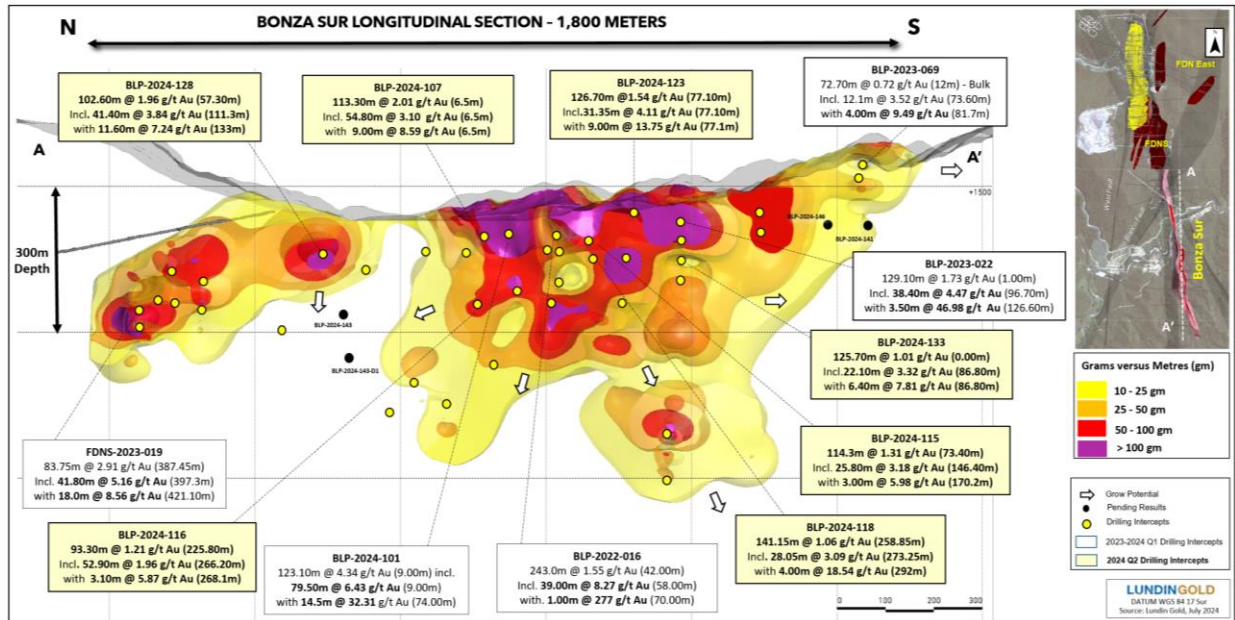 BONZA SUR LONGITUDINAL SECTION – 1,800 METERS
N
S
BLP-2024-128
102.60m @ 1.96 g/t Au (57.30m)
Incl. 41.40m @ 3.84 g/t Au (111.3m)
with 11.60m @ 7.24 g/t Au (133m)
BLP-2024-107
113.30m @ 2.01 g/t Au (6.5m)
Incl. 54.80m @ 3.10 g/t Au (6.5m)
with 9.00m @ 8.59 g/t Au (6.5m)
BLP-2024-123
126.70m @1.54 g/t Au (77.10m)
Incl.31.35m @ 4.11 g/t Au (77.10m)
with 9.00m @ 13.75 g/t Au (77.1m)
BLP-2023-069
72.70m @ 0.72 g/t Au (12m) - Bulk
Incl. 12.1m @ 3.52 g/t Au (73.60m)
with 4.00m @ 9.49 g/t Au (81.7m)
A
A'
+1500
300m
Depth
BLP-2024-146
BLP-2024-141
BLP-2024-143
BLP-2024-143-D1
BLP-2023-022
129.10m @ 1.73 g/t Au (1.00m)
Incl. 38.40m @ 4.47 g/t Au (96.70m)
with 3.50m @ 46.98 g/t Au (126.60m)
BLP-2024-133
125.70m @ 1.01 g/t Au (0.00m)
Incl.22.10m @ 3.32 g/t Au (86.80m)
with 6.40m @ 7.81 g/t Au (86.80m)
BLP-2024-115
114.3m @ 1.31 g/t Au (73.40m)
Incl. 25.80m @ 3.18 g/t Au (146.40m)
with 3.00m @ 5.98 g/t Au (170.2m)
FDNS-2023-019
83.75m @ 2.91 g/t Au (387.45m)
Incl. 41.80m @ 5.16 g/t Au (397.3m)
with 18.0m @ 8.56 g/t Au (421.10m)
BLP-2024-116
93.30m @ 1.21 g/t Au (225.80m)
Incl. 52.90m @ 1.96 g/t Au (266.20m)
with 3.10m @ 5.87 g/t Au (268.1m)
BLP-2024-101
123.10m @ 4.34 g/t Au (9.00m) incl.
79.50m @ 6.43 g/t Au (9.00m)
with 14.5m @ 32.31 g/t Au (74.00m)
BLP-2022-016
243.0m @ 1.55 g/t Au (42.00m)
Incl. 39.00m @ 8.27 g/t Au (58.00m)
with. 1.00m @ 277 g/t Au (70.00m)
BLP-2024-118
141.15m @ 1.06 g/t Au (258.85m)
Incl. 28.05m @ 3.09 g/t Au (273.25m)
with 4.00m @ 18.54 g/t Au (292m)
0 100 200 300
FDN East
FDNS
A
West Fault
Bonza Sur
A'
Grams versus Metres (gm)
10 - 25 gm
25 - 50 gm
50 - 100 gm
> 100 gm
Grow Potential
Pending Results
Drilling Intercepts
2023-2024 Q1 Drilling Intercepts
2024 Q2 Drilling Intercepts
LUNDINGOLD
DATUM WGS 84 17 Sur
Source: Lundin Gold, July 2024